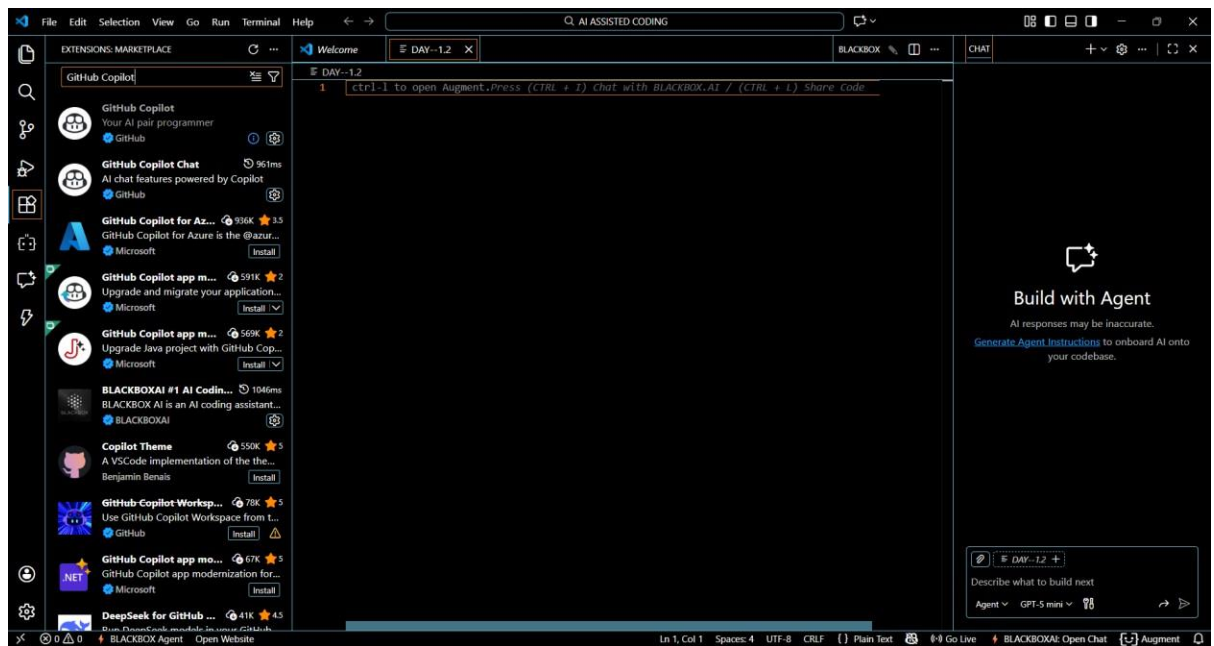 File Edit Selection View Go Run Terminal Help
AI ASSISTED CODING
EXTENSIONS: MARKETPLACE
GitHub Copilot
GitHub Copilot
Your AI pair programmer
GitHub
GitHub Copilot Chat 961ms
AI chat features powered by Copilot
GitHub
GitHub Copilot for Az... 936K 3.5
GitHub Copilot for Azure is the @azur...
Microsoft Install
GitHub Copilot app m... 591K 2
Upgrade and migrate your application...
Microsoft Install
GitHub Copilot app m... 569K 2
Upgrade Java project with GitHub Cop...
Microsoft Install
BLACKBOXAI #1 AI Codin... 1046ms
BLACKBOX AI is an AI coding assistant...
BLACKBOXAI
Copilot Theme 550K 5
A VSCode implementation of the the...
Benjamin Benais Install
GitHub Copilot Worksp... 78K 5
Use GitHub Copilot Workspace from t...
GitHub Install
.NET
GitHub Copilot app mo... 67K 5
GitHub Copilot app modernization for...
Microsoft Install
DeepSeek for GitHub ... 41K 4.5
Run DeepSeek models in your GitHub
Welcome DAY--1.2 BLACKBOX
DAY--1.2
1 ctrl-l to open Augment.Press (CTRL + I) Chat with BLACKBOX.AI / (CTRL + L) Share Code
CHAT
Build with Agent
AI responses may be inaccurate.
Generate Agent Instructions to onboard AI onto
your codebase.
DAY--1.2 +
Describe what to build next
Agent GPT-5 mini
0 0 BLACKBOX Agent Open Website Ln 1, Col 1 Spaces: 4 UTF-8 CRLF {} Plain Text Go Live BLACKBOXAI: Open Chat Augment